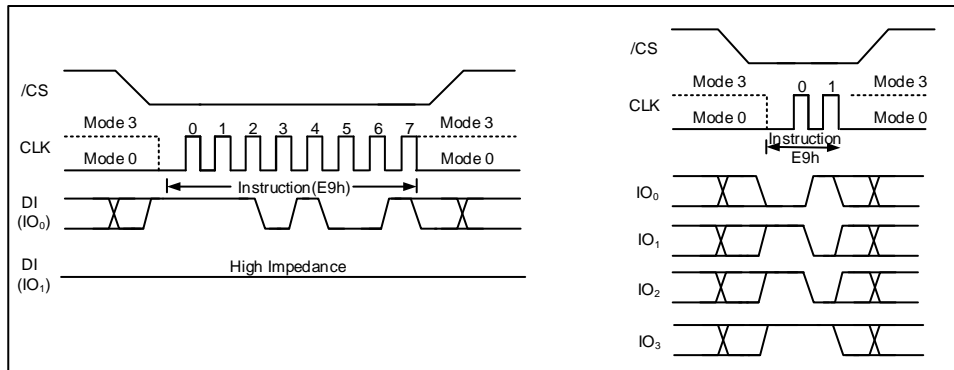 /CS
Mode 3
0 1 2 3 4 5 6 7
Mode 3
CLK
Mode 0
Mode 0
Instruction(E9h)
DI
(IO₀)
DI
(IO₁)
High Impedance
/CS
Mode 3
0 1
Mode 3
CLK
Mode 0
Mode 0
Instruction
E9h
IO₀
IO₁
IO₂
IO₃